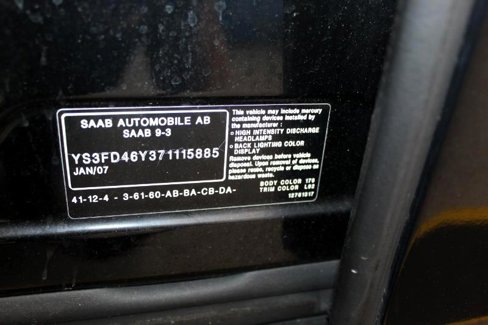 SAAB AUTOMOBILE AB
SAAB 9-3
YS3FD46Y371115885
JAN/07
41-12-4 - 3-61-60-AB-BA-CB-DA-
This vehicle may include mercury
containing devices installed by
the manufacturer :
o HIGH INTENSITY DISCHARGE
HEADLAMPS
o BACK LIGHTING COLOR
DISPLAY
Remove devices before vehicle
disposal. Upon removal of devices,
please reuse, recycle or dispose as
hazardous waste.
BODY COLOR 170
TRIM COLOR L92
12781217